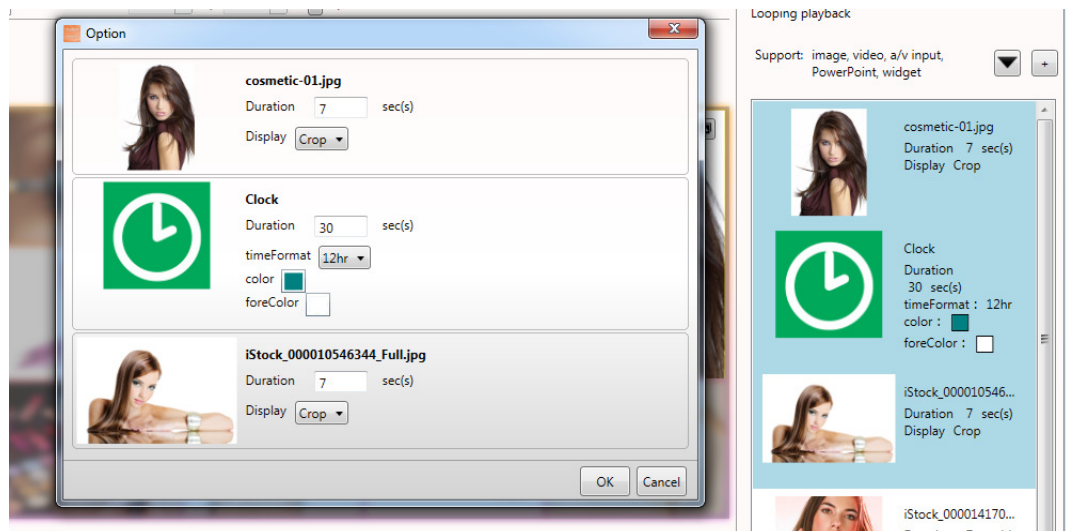 Option
cosmetic-01.jpg
Duration 7 sec(s)
Display Crop
Clock
Duration 30 sec(s)
timeFormat 12hr
color
foreColor
iStock_000010546344_Full.jpg
Duration 7 sec(s)
Display Crop
OK Cancel
Looping playback
Support: image, video, a/v input,
PowerPoint, widget
+
cosmetic-01.jpg
Duration 7 sec(s)
Display Crop
Clock
Duration
30 sec(s)
timeFormat : 12hr
color :
foreColor :
iStock_000010546...
Duration 7 sec(s)
Display Crop
iStock_000014170...